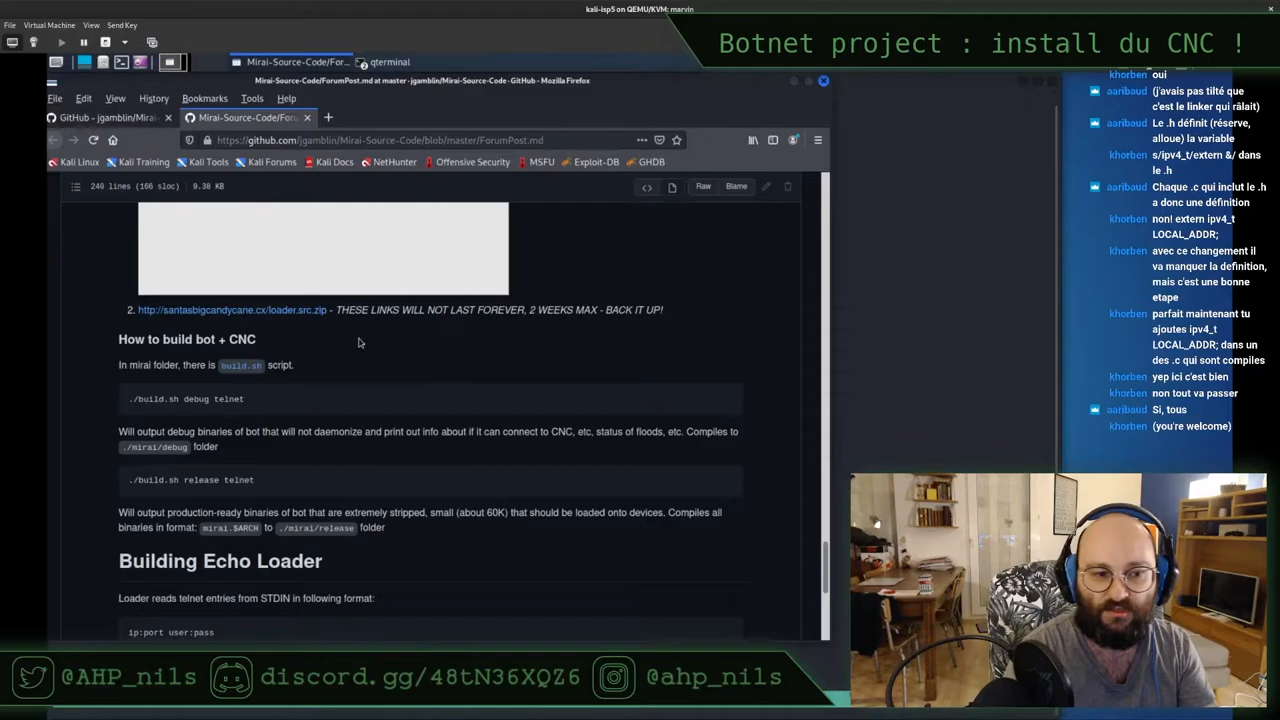 kali-isp5 on QEMU/KVM: marvin
File Virtual Machine View Send Key
Botnet project : install du CNC !
Mirai-Source-Code/For... qterminal
Mirai-Source-Code/ForumPost.md at master · jgamblin/Mirai-Source-Code · GitHub - Mozilla Firefox
File Edit View History Bookmarks Tools Help
GitHub - jgamblin/Mirai- Mirai-Source-Code/Forum
https://github.com/jgamblin/Mirai-Source-Code/blob/master/ForumPost.md
Kali Linux Kali Training Kali Tools Kali Forums Kali Docs NetHunter Offensive Security MSFU Exploit-DB GHDB
240 lines (166 sloc) 9.38 KB Raw Blame
2. http://santasbigcandycane.cx/loader.src.zip - THESE LINKS WILL NOT LAST FOREVER, 2 WEEKS MAX - BACK IT UP!
How to build bot + CNC
In mirai folder, there is build.sh script.
./build.sh debug telnet
Will output debug binaries of bot that will not daemonize and print out info about if it can connect to CNC, etc, status of floods, etc. Compiles to
./mirai/debug folder
./build.sh release telnet
Will output production-ready binaries of bot that are extremely stripped, small (about 60K) that should be loaded onto devices. Compiles all
binaries in format: mirai.$ARCH to ./mirai/release folder
Building Echo Loader
Loader reads telnet entries from STDIN in following format:
ip:port user:pass
khorben oui
aaribaud (j'avais pas tilté que
c'est le linker qui râlait)
aaribaud Le .h définit (réserve,
alloue) la variable
khorben s/ipv4_t/extern &/ dans
le .h
aaribaud Chaque .c qui inclut le .h
a donc une définition
khorben non! extern ipv4_t
LOCAL_ADDR;
khorben avec ce changement il
va manquer la definition,
mais c'est une bonne
etape
khorben parfait maintenant tu
ajoutes ipv4_t
LOCAL_ADDR; dans un
des .c qui sont compiles
khorben yep ici c'est bien
khorben non tout va passer
aaribaud Si, tous
khorben (you're welcome)
@AHP_nils discord.gg/48tN36XQZ6 @ahp_nils